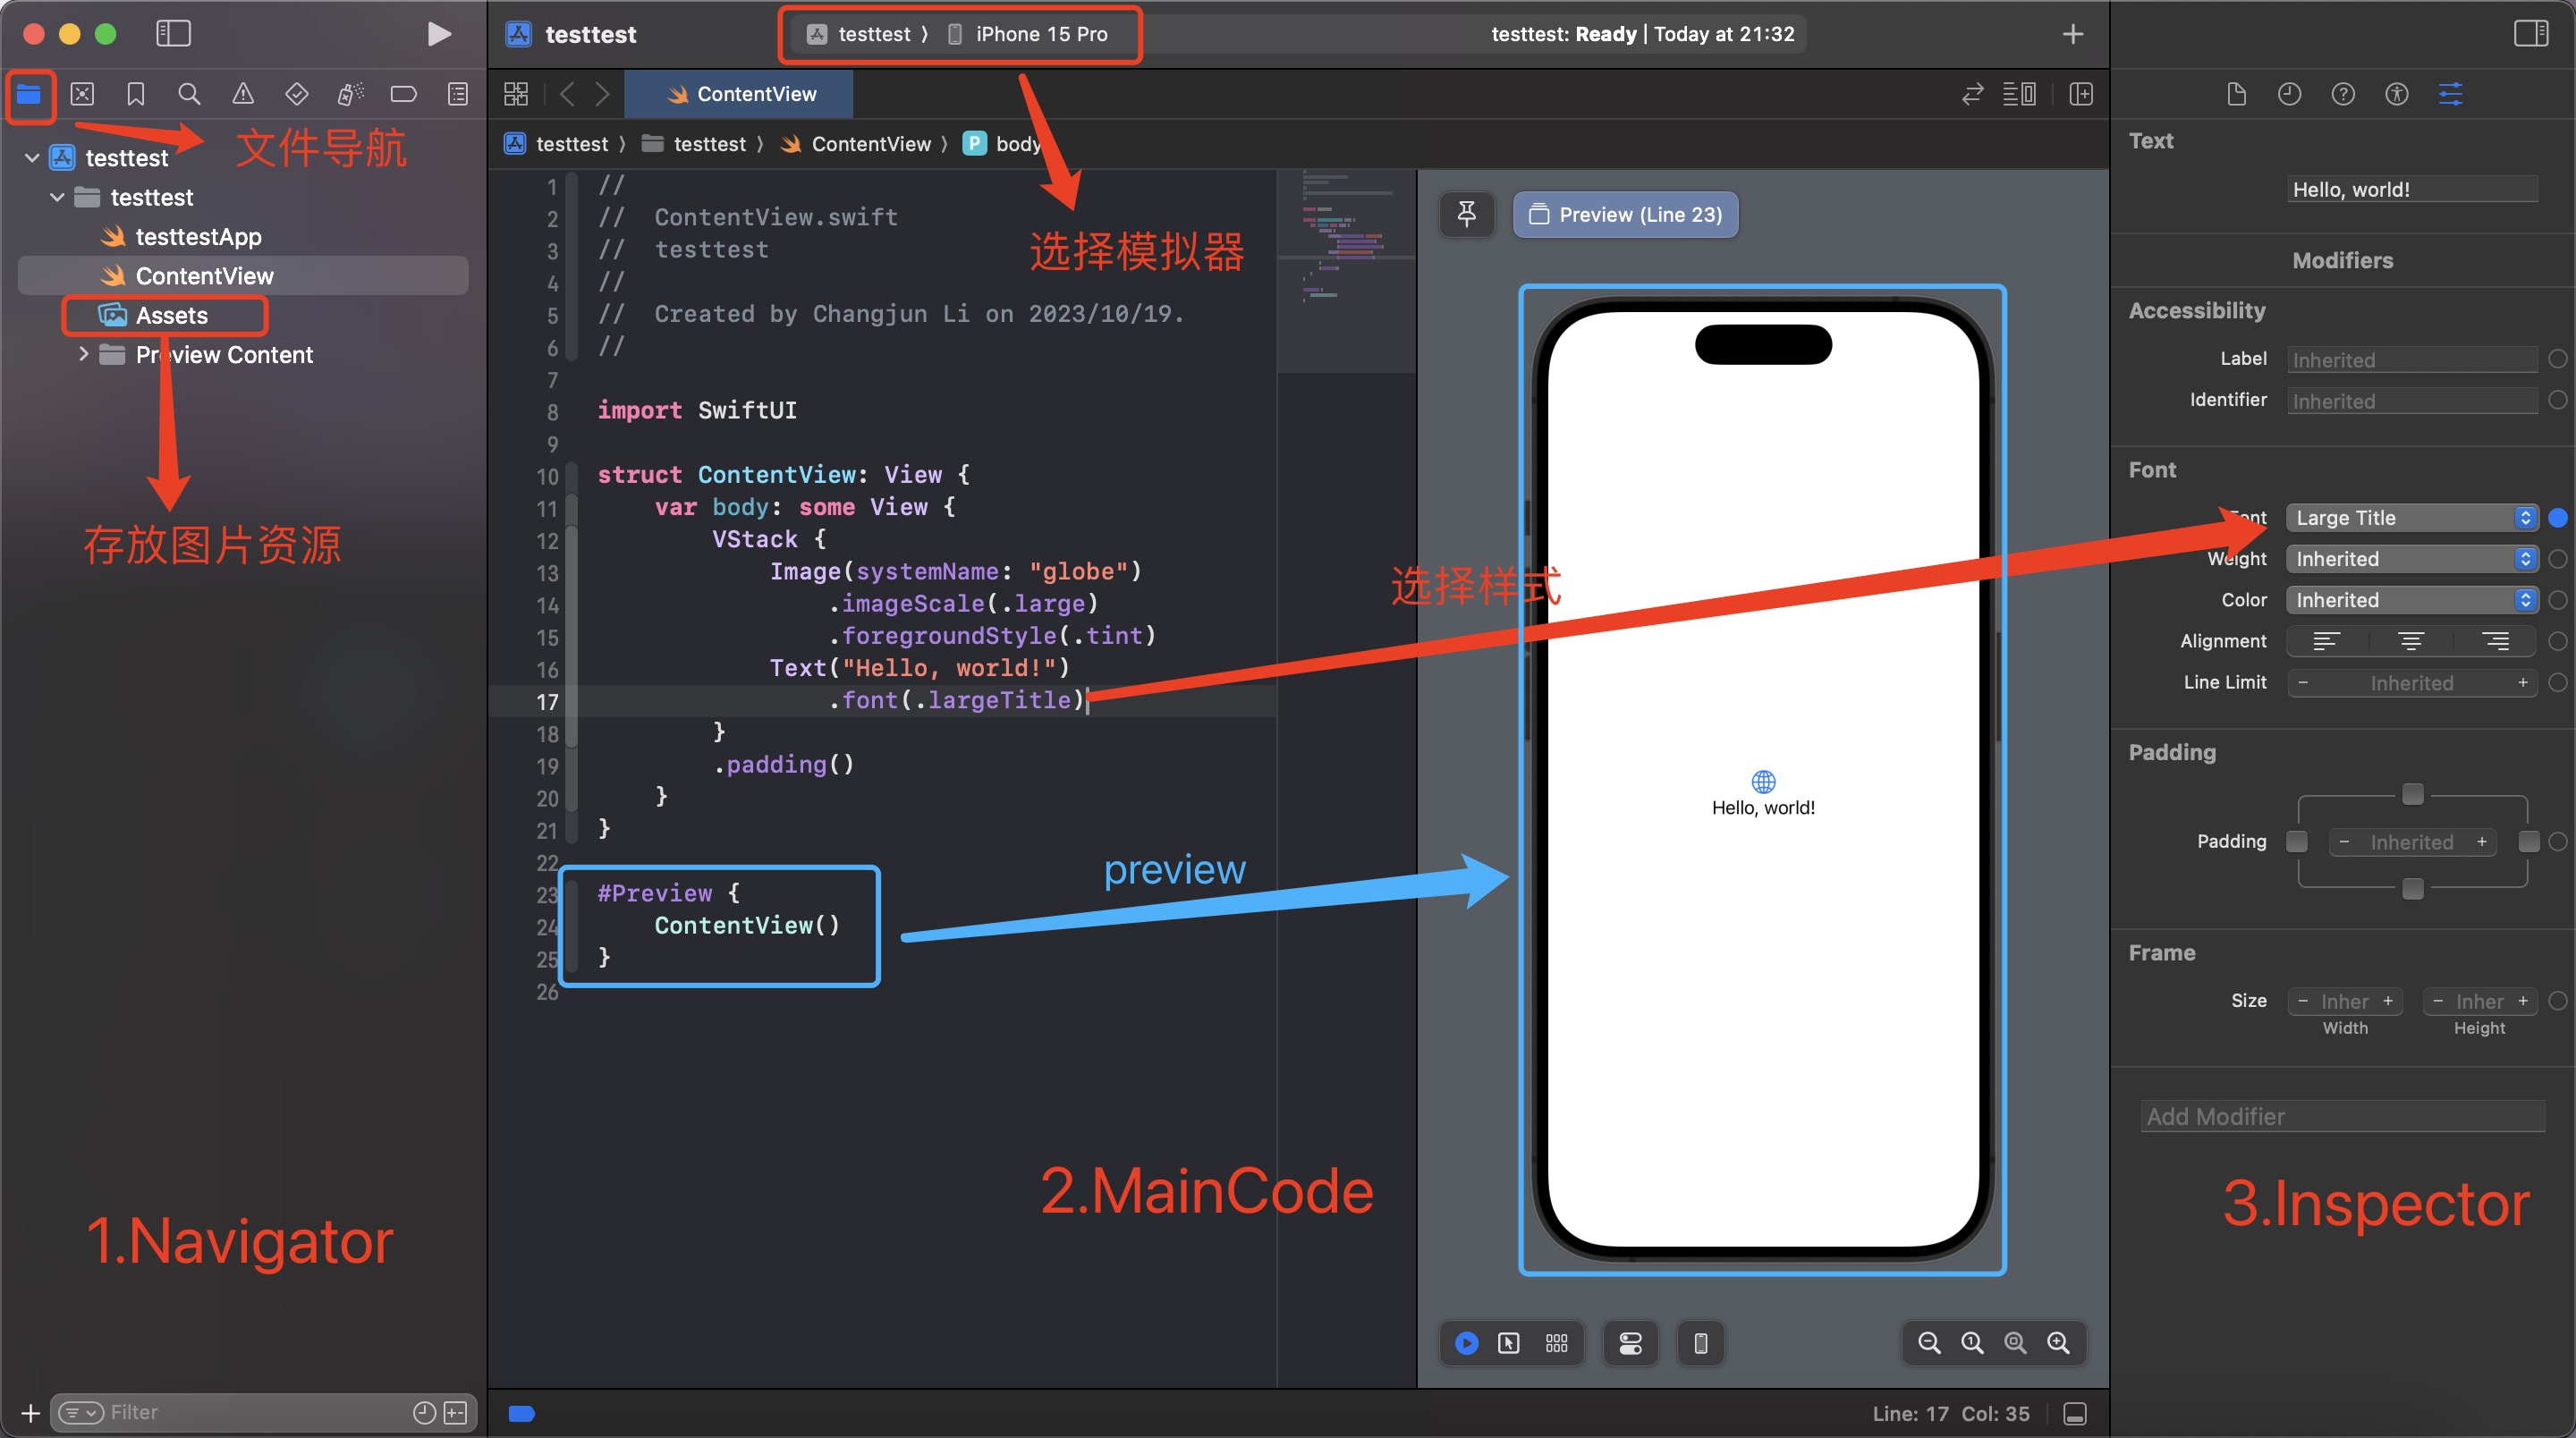 testtest
testtest 〉 iPhone 15 Pro
testtest: Ready | Today at 21:32
ContentView
文件导航
testtest
testtest
testtestApp
ContentView
Assets
Preview Content
存放图片资源
1.Navigator
Filter
testtest 〉 testtest 〉 ContentView 〉 P body
选择模拟器
1 //
2 //  ContentView.swift
3 //  testtest
4 //
5 //  Created by Changjun Li on 2023/10/19.
6 //
7
8 import SwiftUI
9
10 struct ContentView: View {
11     var body: some View {
12         VStack {
13             Image(systemName: "globe")
14                 .imageScale(.large)
15                 .foregroundStyle(.tint)
16             Text("Hello, world!")
17                 .font(.largeTitle)
18         }
19         .padding()
20     }
21 }
22
23 #Preview {
24     ContentView()
25 }
26
选择样式
preview
2.MainCode
Preview (Line 23)
Hello, world!
Line: 17 Col: 35
Text
Hello, world!
Modifiers
Accessibility
Label Inherited
Identifier Inherited
Font
Font Large Title
Weight Inherited
Color Inherited
Alignment
Line Limit − Inherited +
Padding
Padding − Inherited +
Frame
Size − Inher + − Inher +
Width Height
Add Modifier
3.Inspector